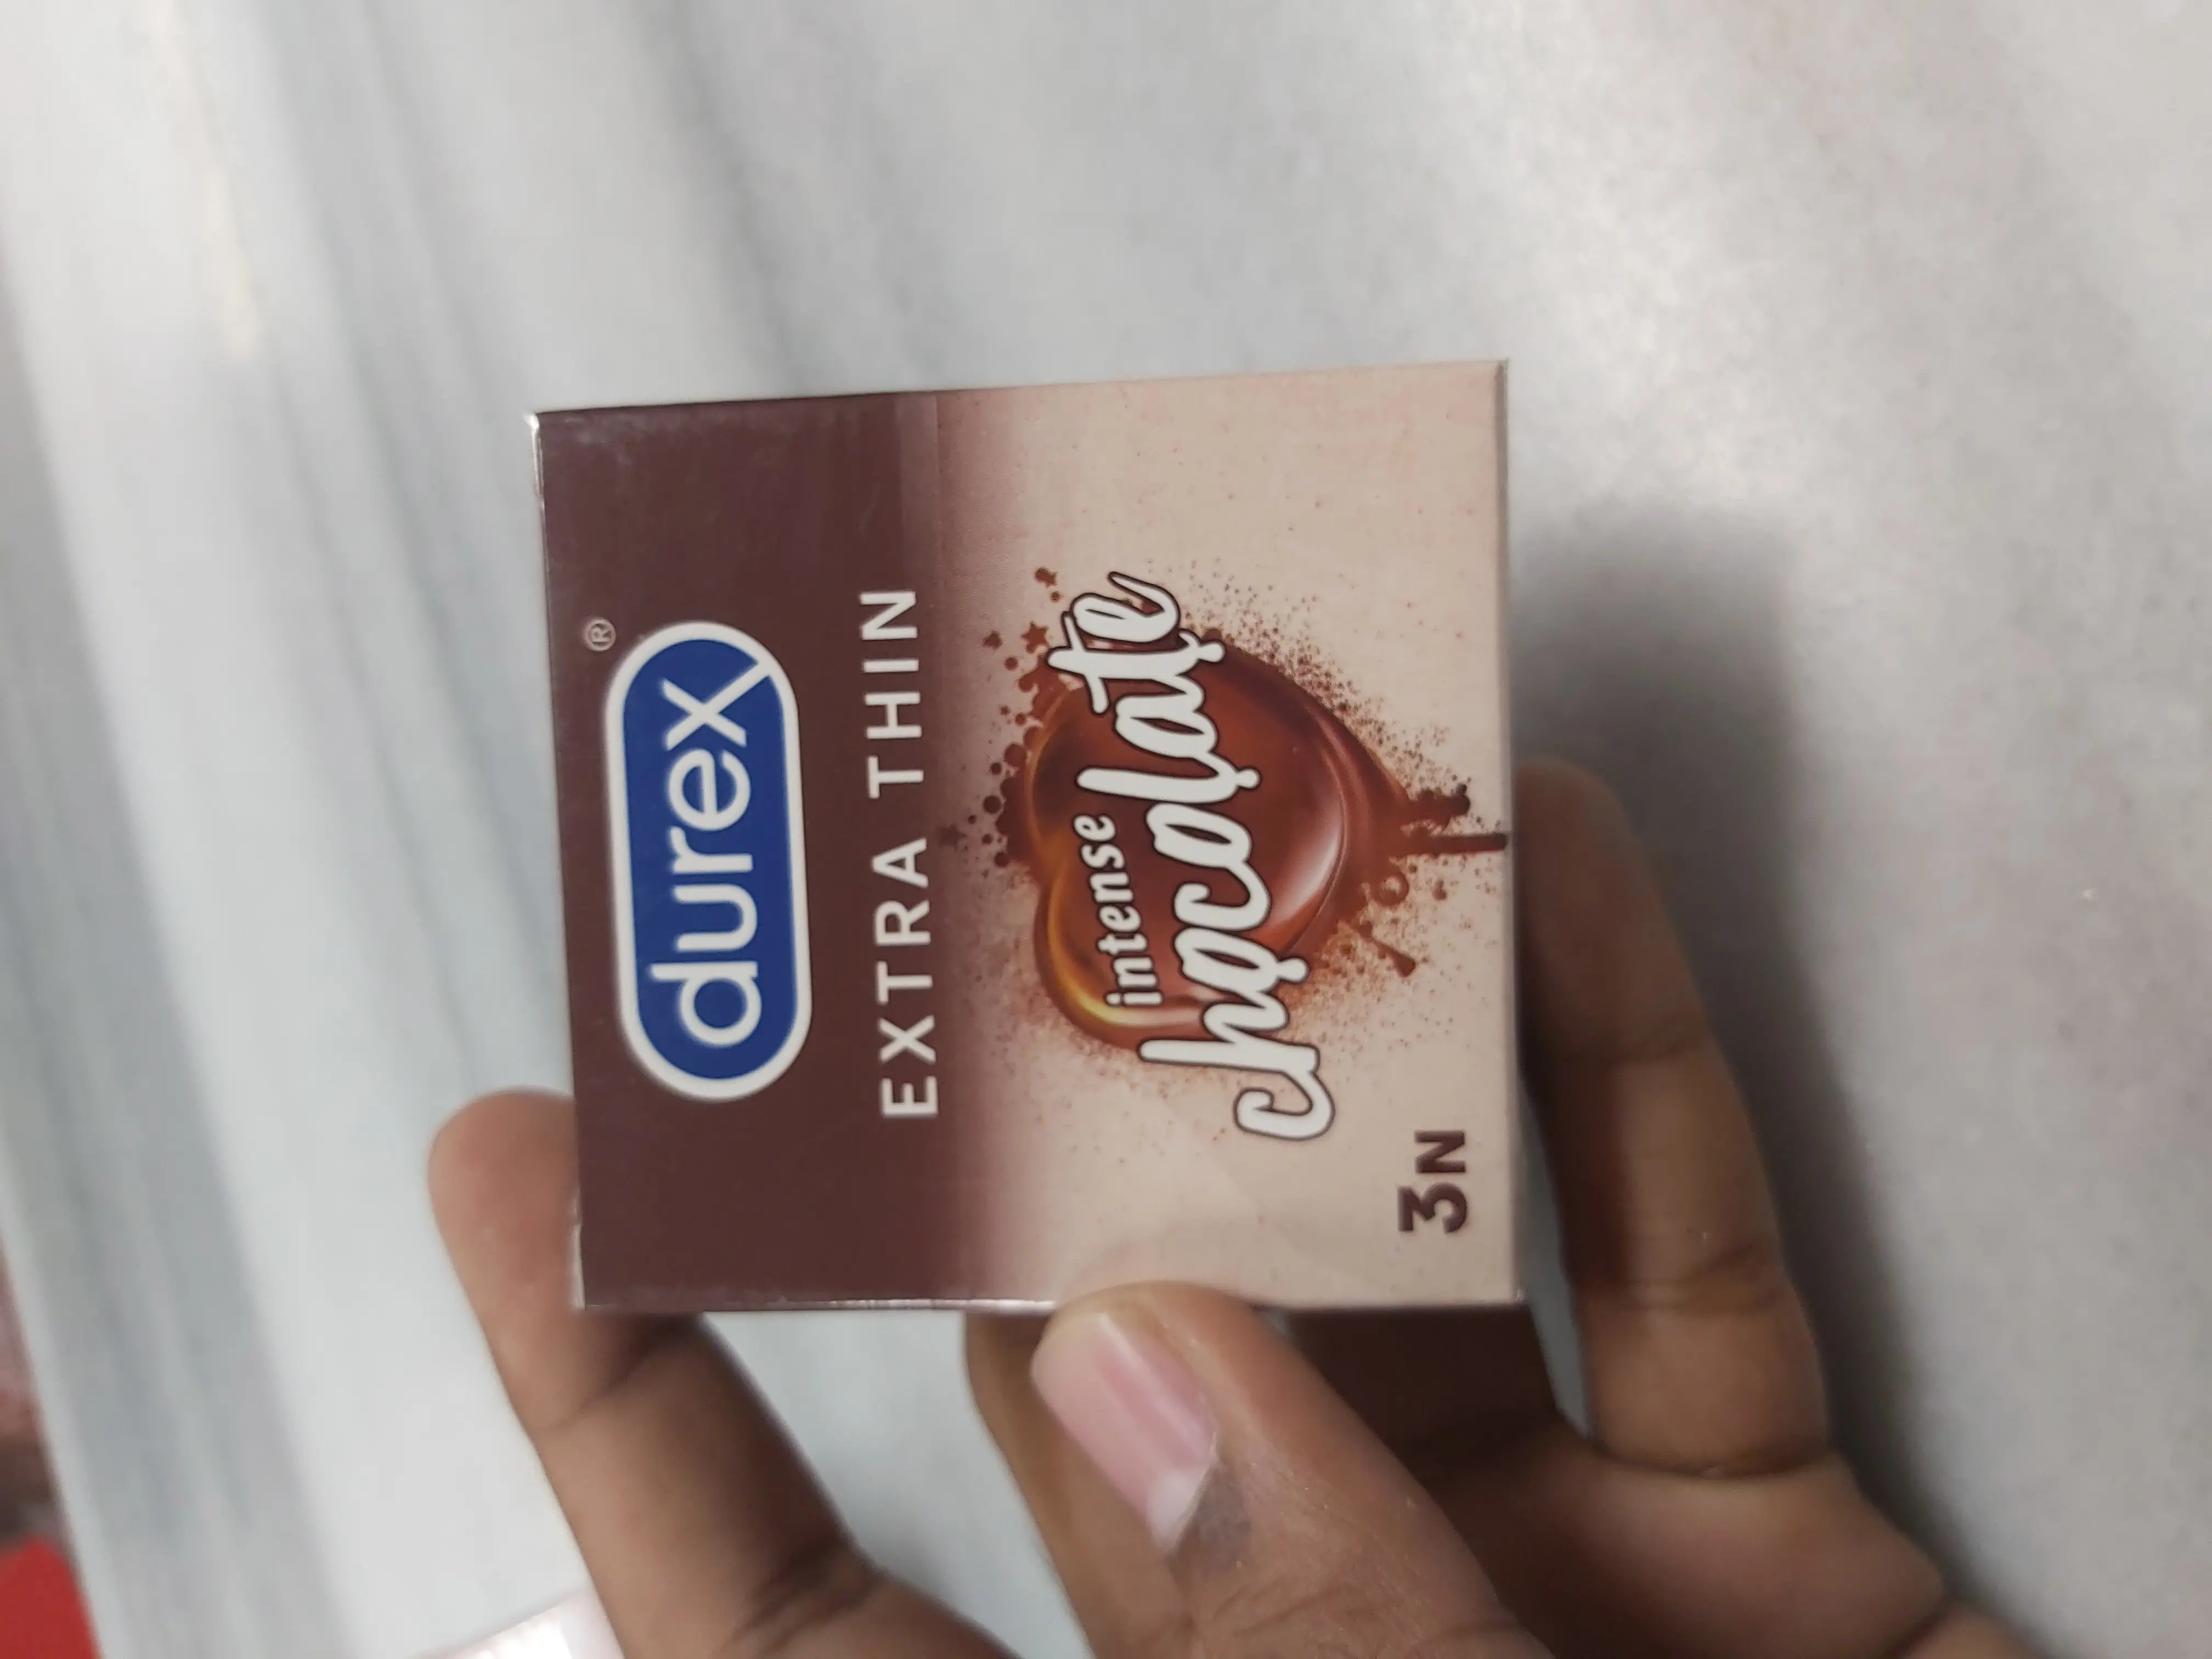 durex®
EXTRA THIN
intense
chocolate
3N